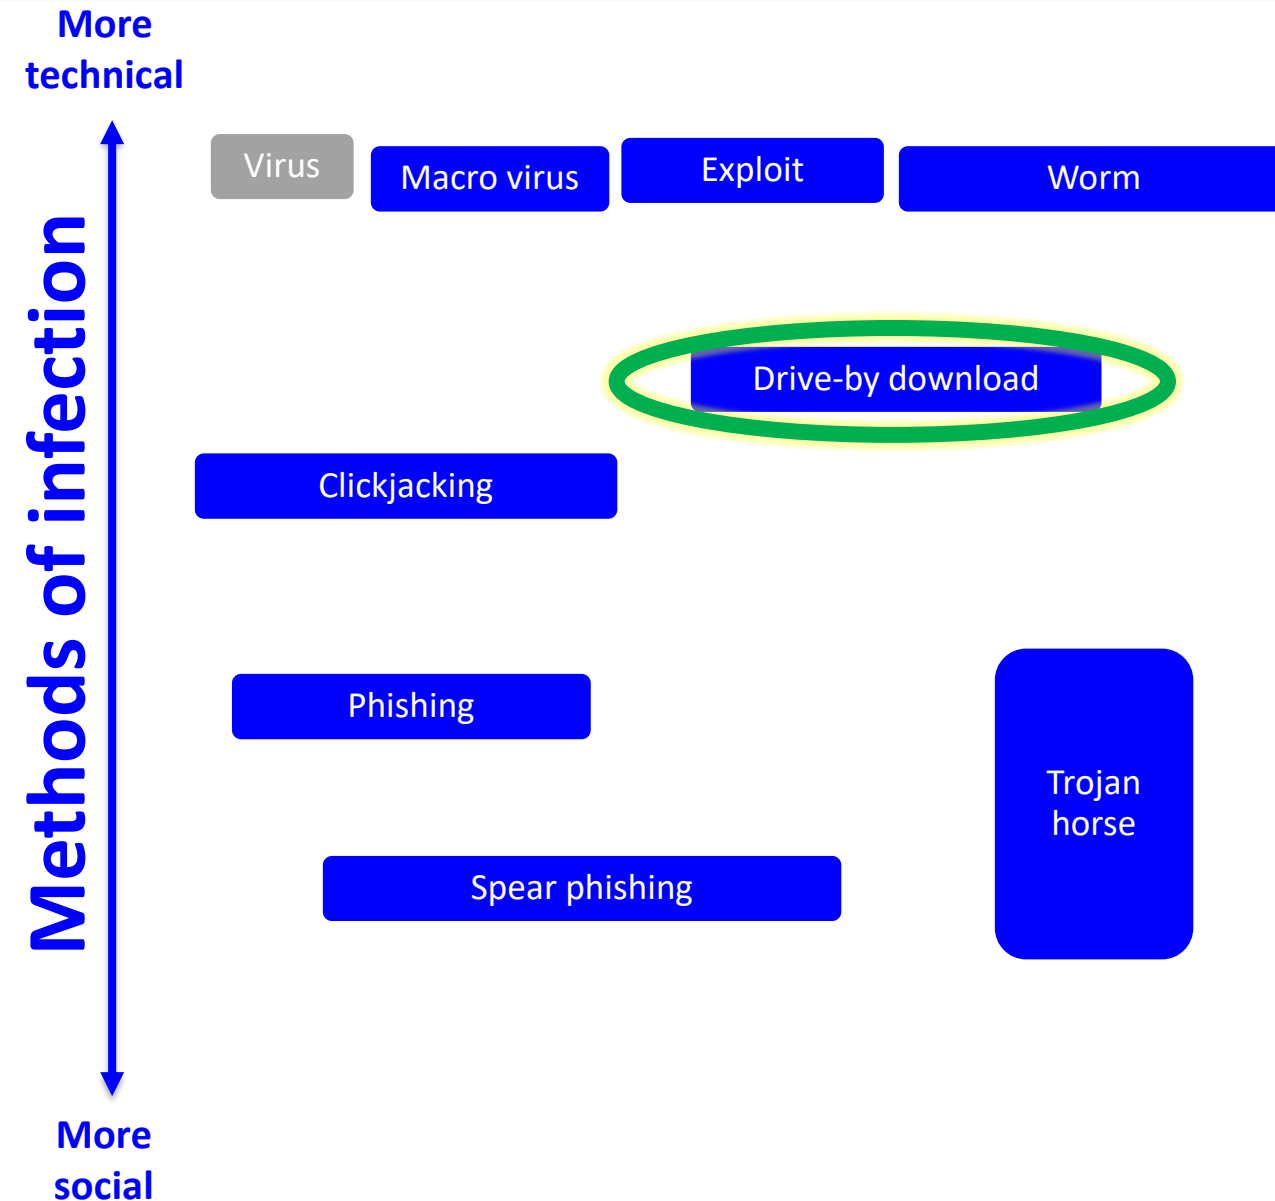 More
technical
Methods of infection
Virus
Macro virus
Exploit
Worm
Drive-by download
Clickjacking
Phishing
Trojan
horse
Spear phishing
More
social